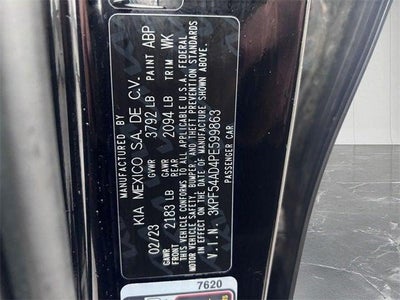 MANUFACTURED BY
KIA MEXICO S.A. DE C.V.
02/23 GVWR 3792 LB PAINT ABP
GAWR FRONT 2183 LB GAWR REAR 2094 LB TRIM WK
THIS VEHICLE CONFORMS TO ALL APPLICABLE U.S.A. FEDERAL
MOTOR VEHICLE SAFETY, BUMPER, AND THEFT PREVENTION STANDARDS
IN EFFECT ON THE DATE OF MANUFACTURE SHOWN ABOVE.
V.I.N. 3KPF54AD4PE599863
PASSENGER CAR
7620